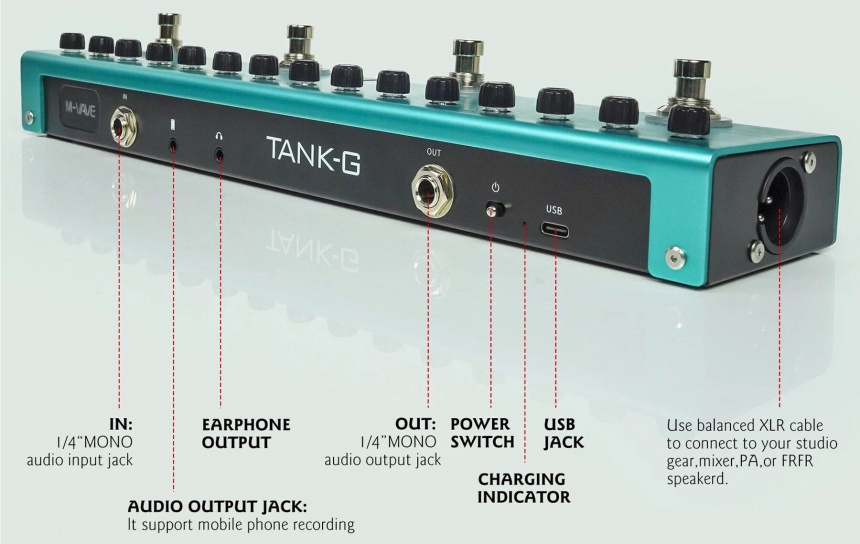 M-VAVE
IN
TANK-G
OUT
USB
IN:
1/4"MONO
audio input jack
EARPHONE
OUTPUT
OUT:
1/4"MONO
audio output jack
POWER
SWITCH
USB
JACK
Use balanced XLR cable
to connect to your studio
gear,mixer,PA,or FRFR
speakerd.
CHARGING
INDICATOR
AUDIO OUTPUT JACK:
It support mobile phone recording